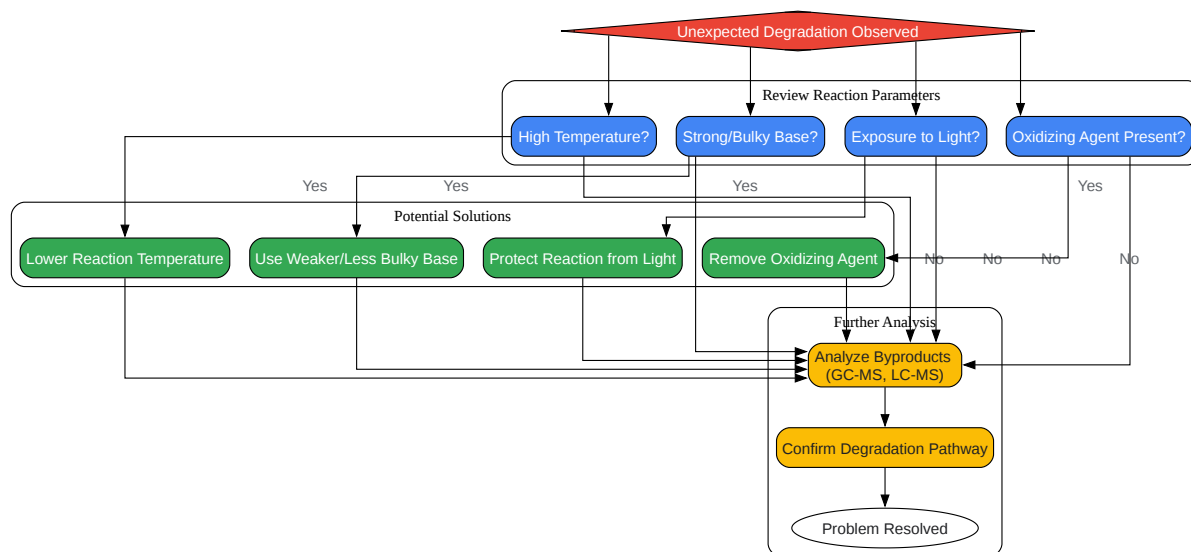 Unexpected Degradation Observed
Review Reaction Parameters
High Temperature?
Strong/Bulky Base?
Exposure to Light?
Oxidizing Agent Present?
Yes
Yes
Yes
Yes
Potential Solutions
Lower Reaction Temperature
Use Weaker/Less Bulky Base
Protect Reaction from Light
Remove Oxidizing Agent
No
No
No
No
Further Analysis
Analyze Byproducts
(GC-MS, LC-MS)
Confirm Degradation Pathway
Problem Resolved